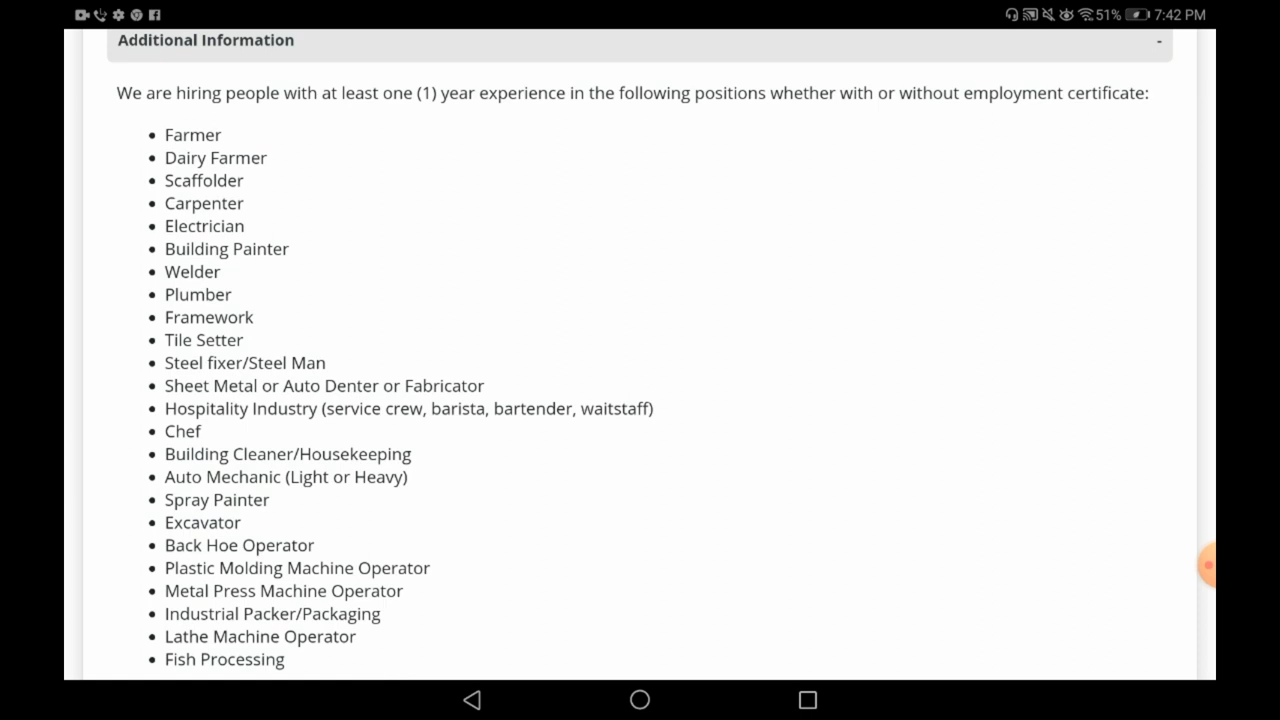 51% 7:42 PM
Additional Information -
We are hiring people with at least one (1) year experience in the following positions whether with or without employment certificate:
• Farmer
• Dairy Farmer
• Scaffolder
• Carpenter
• Electrician
• Building Painter
• Welder
• Plumber
• Framework
• Tile Setter
• Steel fixer/Steel Man
• Sheet Metal or Auto Denter or Fabricator
• Hospitality Industry (service crew, barista, bartender, waitstaff)
• Chef
• Building Cleaner/Housekeeping
• Auto Mechanic (Light or Heavy)
• Spray Painter
• Excavator
• Back Hoe Operator
• Plastic Molding Machine Operator
• Metal Press Machine Operator
• Industrial Packer/Packaging
• Lathe Machine Operator
• Fish Processing